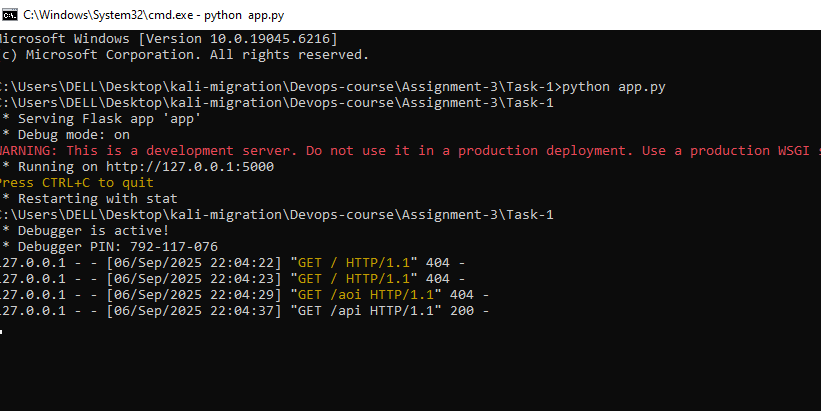 C:\Windows\System32\cmd.exe - python  app.py
Microsoft Windows [Version 10.0.19045.6216]
(c) Microsoft Corporation. All rights reserved.
C:\Users\DELL\Desktop\kali-migration\Devops-course\Assignment-3\Task-1>python app.py
C:\Users\DELL\Desktop\kali-migration\Devops-course\Assignment-3\Task-1
* Serving Flask app 'app'
* Debug mode: on
WARNING: This is a development server. Do not use it in a production deployment. Use a production WSGI s
* Running on http://127.0.0.1:5000
Press CTRL+C to quit
* Restarting with stat
C:\Users\DELL\Desktop\kali-migration\Devops-course\Assignment-3\Task-1
* Debugger is active!
* Debugger PIN: 792-117-076
127.0.0.1 - - [06/Sep/2025 22:04:22] "GET / HTTP/1.1" 404 -
127.0.0.1 - - [06/Sep/2025 22:04:23] "GET / HTTP/1.1" 404 -
127.0.0.1 - - [06/Sep/2025 22:04:29] "GET /aoi HTTP/1.1" 404 -
127.0.0.1 - - [06/Sep/2025 22:04:37] "GET /api HTTP/1.1" 200 -